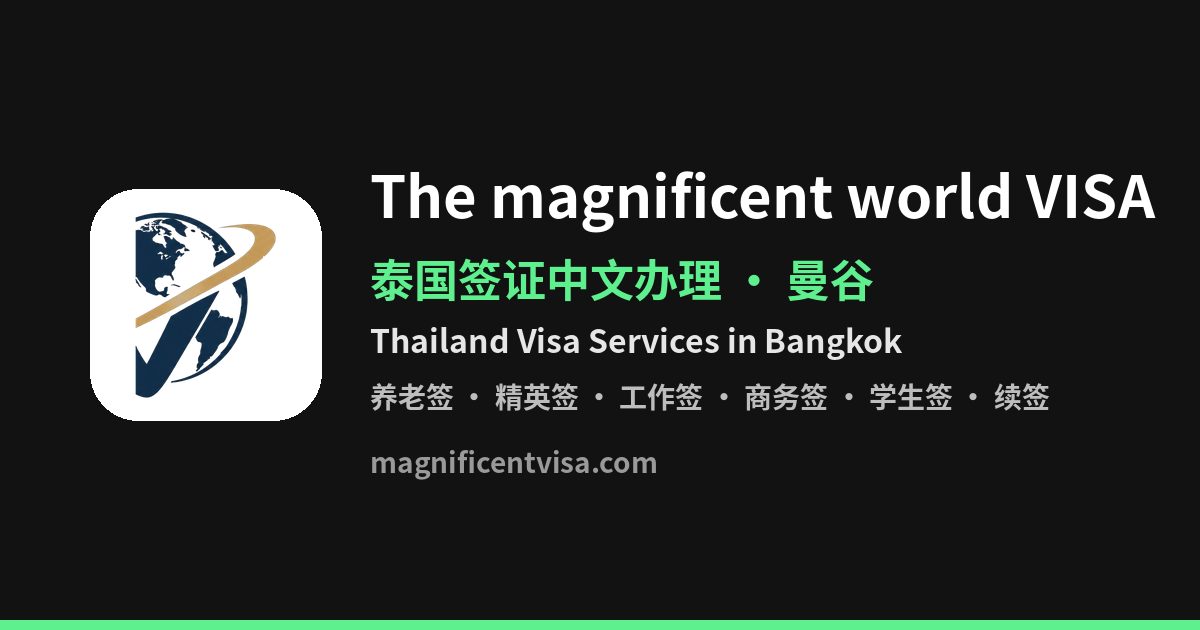 The magnificent world VISA
泰国签证中文办理 · 曼谷
Thailand Visa Services in Bangkok
养老签 · 精英签 · 工作签 · 商务签 · 学生签 · 续签
magnificentvisa.com